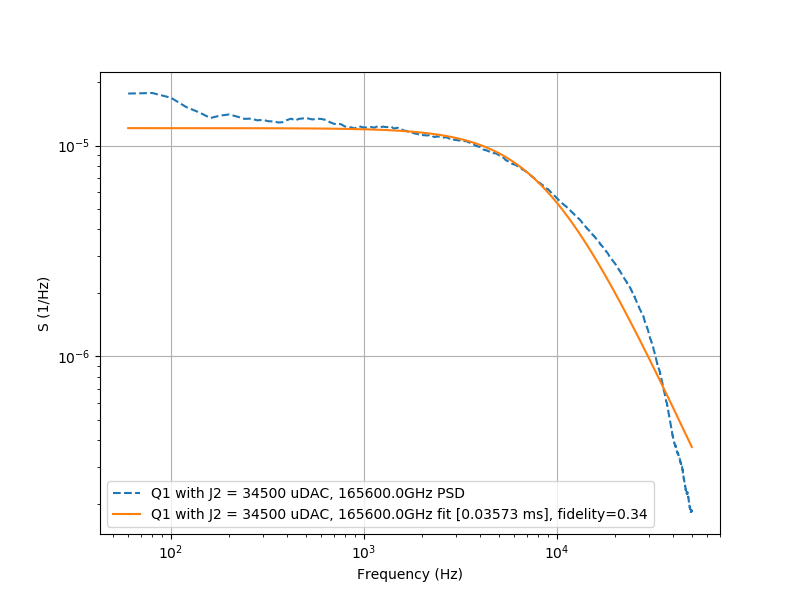 S (1/Hz)
10⁻⁵
10⁻⁶
Q1 with J2 = 34500 uDAC, 165600.0GHz PSD
Q1 with J2 = 34500 uDAC, 165600.0GHz fit [0.03573 ms], fidelity=0.34
10² 10³ 10⁴
Frequency (Hz)